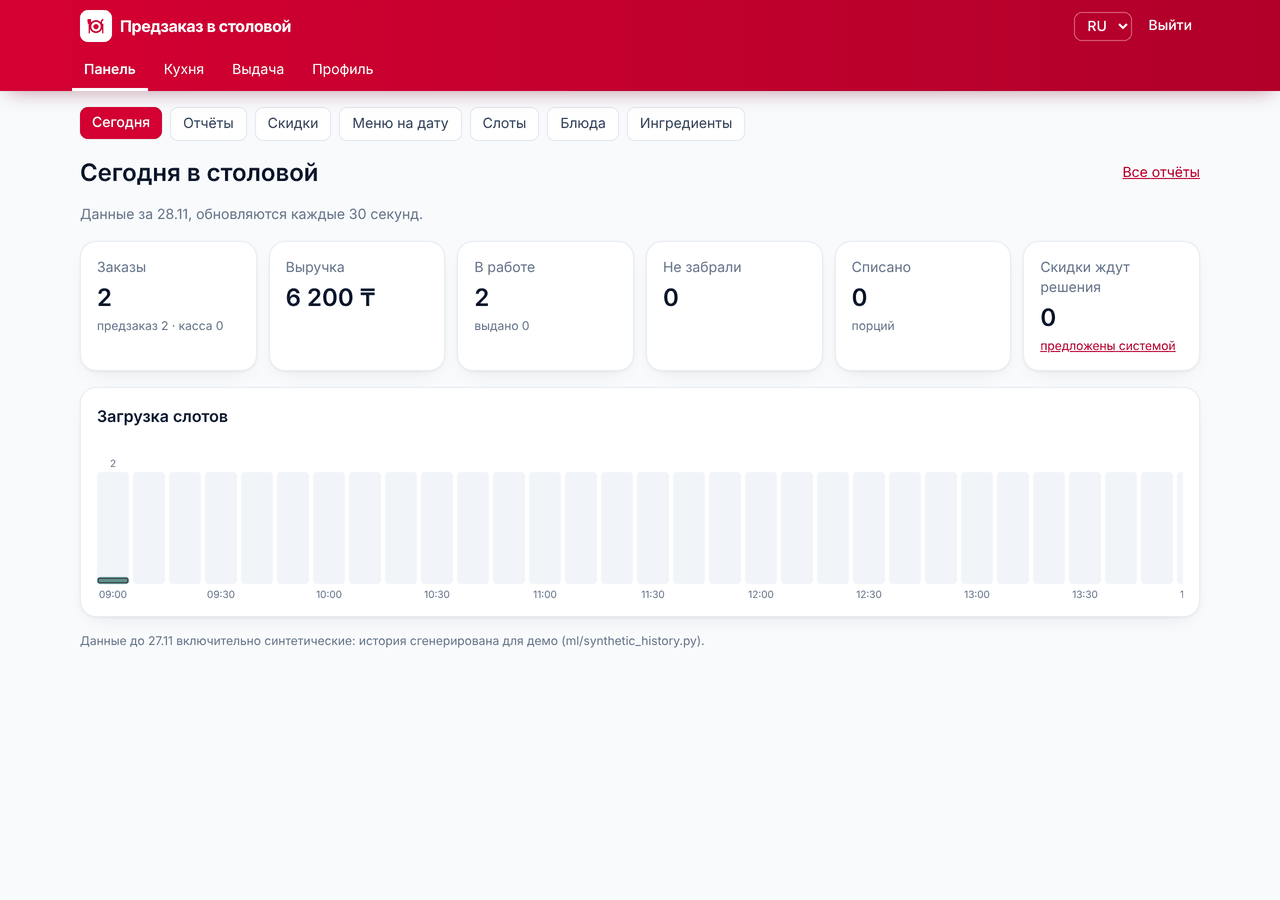 Предзаказ в столовой
RU
Выйти
Панель
Кухня
Выдача
Профиль
Сегодня
Отчёты
Скидки
Меню на дату
Слоты
Блюда
Ингредиенты
Сегодня в столовой
Все отчёты
Данные за 28.11, обновляются каждые 30 секунд.
Заказы
2
предзаказ 2 · касса 0
Выручка
6 200 ₸
В работе
2
выдано 0
Не забрали
0
Списано
0
порций
Скидки ждут
решения
0
предложены системой
Загрузка слотов
2
09:00
09:30
10:00
10:30
11:00
11:30
12:00
12:30
13:00
13:30
1
Данные до 27.11 включительно синтетические: история сгенерирована для демо (ml/synthetic_history.py).